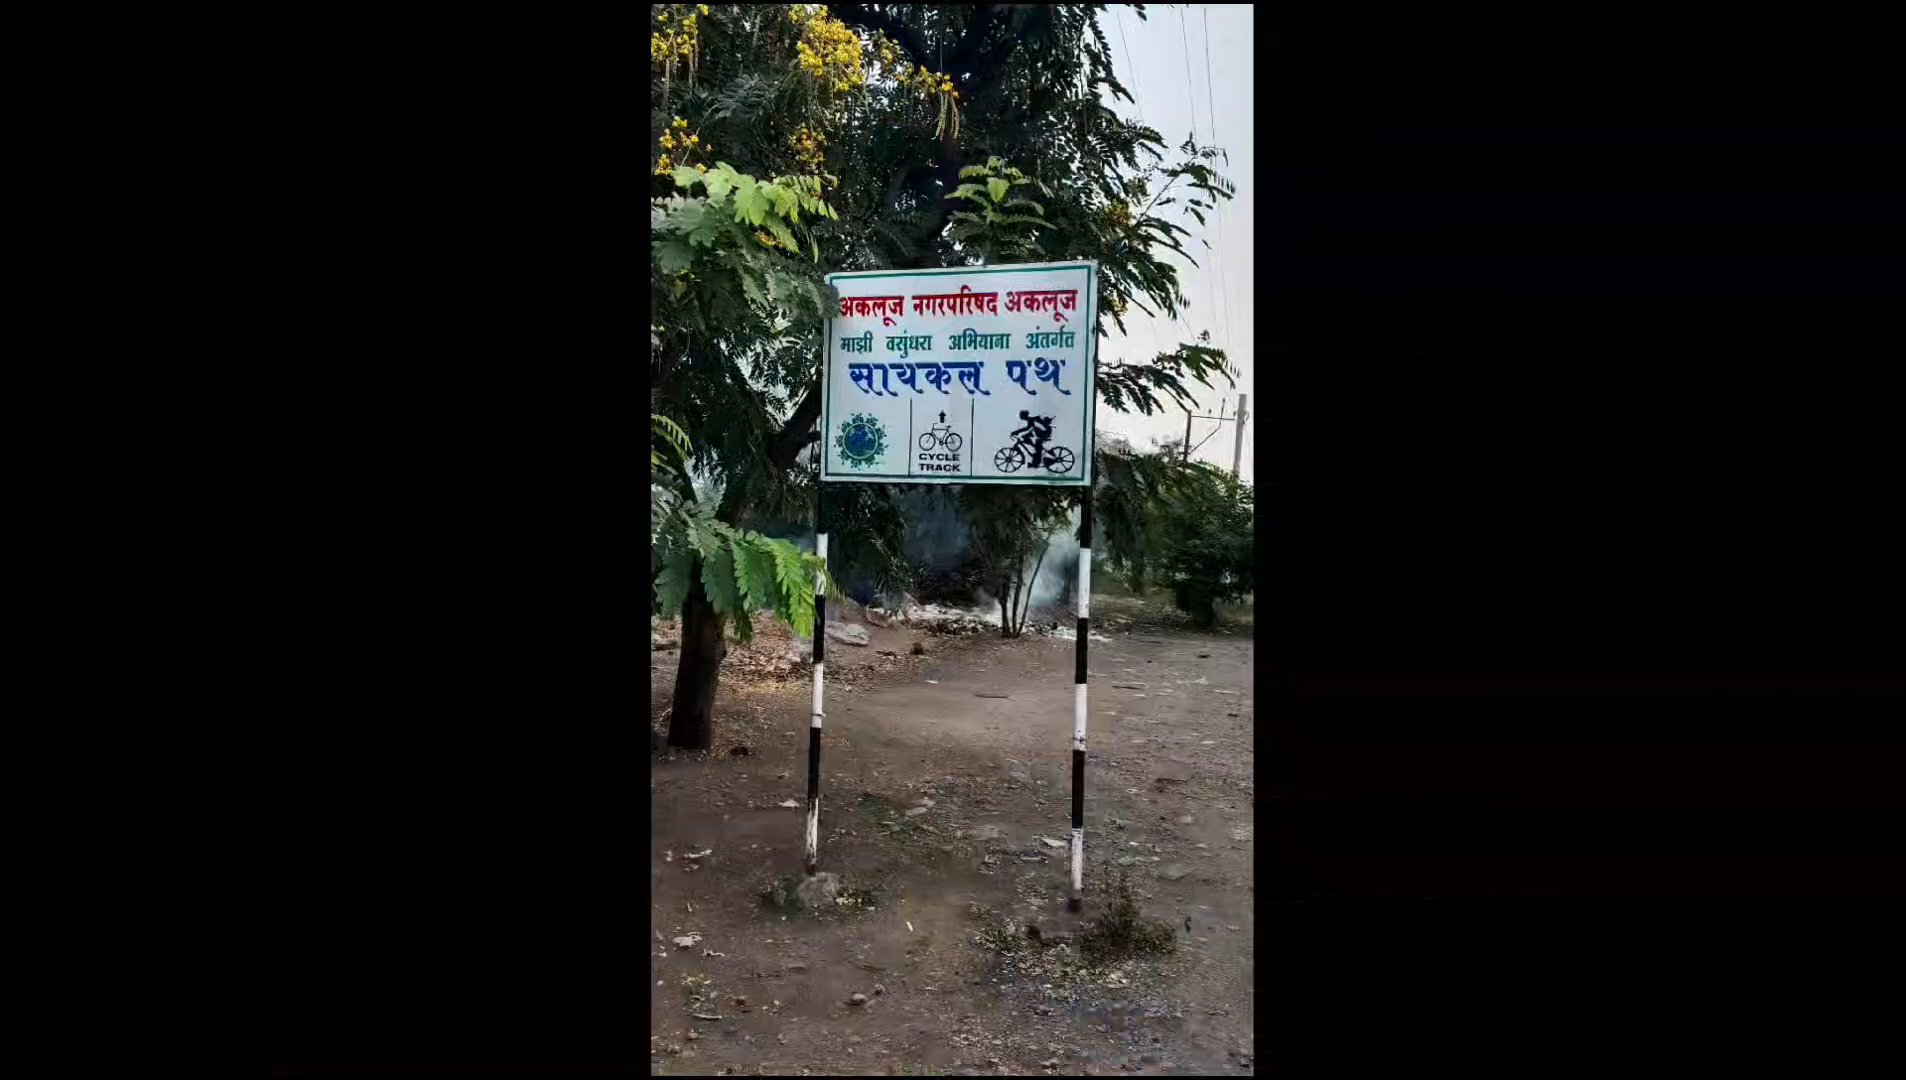 अकलूज नगरपरिषद अकलूज
माझी वसुंधरा अभियाना अंतर्गत
सायकल पथ
CYCLE
TRACK